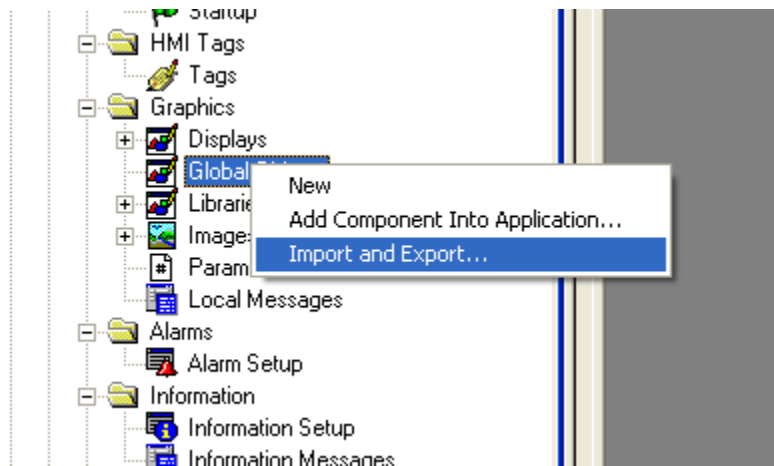 Startup
HMI Tags
Tags
Graphics
Displays
Global
New
Add Component Into Application...
Import and Export...
Local Messages
Alarms
Alarm Setup
Information
Information Setup
Information Messages